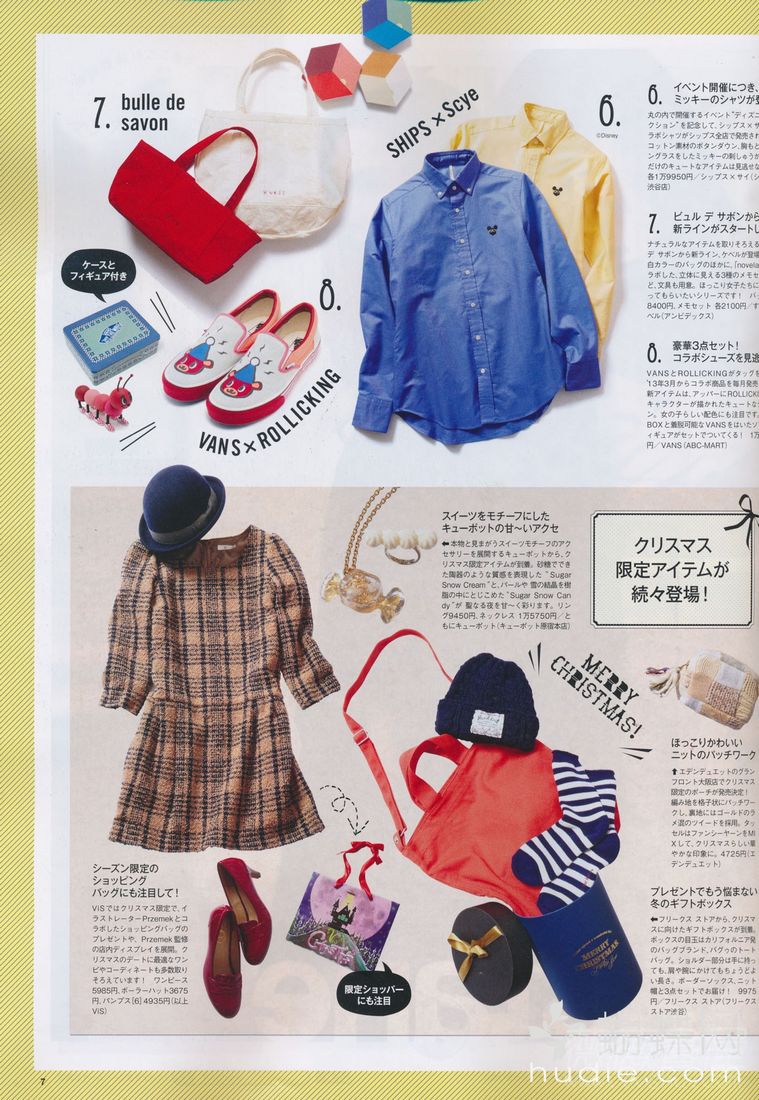 7. bulle de
savon
SHIPS×Scye
6.
©Disney
ケースと
フィギュア付き
8.
VANS×ROLLICKING
6. イベント開催につき、
ミッキーのシャツが登
丸の内で開催するイベント"ディズニ
クション"を記念して、シップス×サ
ラボシャツがシップス全店で発売され
コットン素材のボタンダウン。胸もと
ングラスをしたミッキーの刺しゅうが
だけのキュートなアイテムは見逃せな
各1万9950円/シップス×サイ(シ
渋谷店)
7. ビュル デ サボンから
新ラインがスタートし
ナチュラルなアイテムを取りそろえる
デ サボンから新ライン、ケベルが登場
白カラーのバッグのほかに、「novela
ラボした、立体に見える3種のメモセ
ど、文具も用意。ほっこり女子たちに
ってもらいたいシリーズです! バッ
8400円、メモセット 各2100円/す
ベル(アンビデックス)
8. 豪華3点セット!
コラボシューズを見逃
VANSとROLLICKINGがタッグを
'13年3月からコラボ商品を毎月発売
新アイテムは、アッパーにROLLICKI
キャラクターが描かれたキュートなデ
ン。女の子らしい配色にも注目です。
BOXと着脱可能なVANSをはいたソ
ィギュアがセットでついてくる! 1万
円/VANS(ABC-MART)
スイーツをモチーフにした
キューポットの甘〜いアクセ
⬅本物と見まがうスイーツモチーフのアク
セサリーを展開するキューポットから、ク
リスマス限定アイテムが到着。砂糖ででき
た陶器のような質感を表現した "Sugar
Snow Cream"と、パールや雪の結晶を樹
脂の中にとじこめた "Sugar Snow Can
dy"が 聖なる夜を甘〜く彩ります。リン
グ9450円、ネックレス 1万5750円/と
もにキューポット(キューポット原宿本店)
クリスマス
限定アイテムが
続々登場!
MERRY
CHRISTMAS!
ほっこりかわいい
ニットのパッチワーク
⬆エデンデュエットのグラン
フロント大阪店でクリスマス
限定のポーチが発売決定!
編み地を格子状にパッチワー
クし、裏地にはゴールドのラ
メ混のツイードを採用。タッ
セルはファンシーヤーンをMI
Xして、クリスマスらしい華
やかな印象に。4725円(エ
デンデュエット)
シーズン限定の
ショッピング
バッグにも注目して!
ViSではクリスマス限定で、イ
ラストレーターPrzemekとコ
ラボしたショッピングバッグの
プレゼントや、Przemek 監修
の店内ディスプレイを展開。ク
リスマスのデートに最適なワン
ピやコーディネートも多数取り
そろえています! ワンピース
5985円、ボーラーハット3675
円、パンプス[6] 4935円(以上
ViS)
限定ショッパー
にも注目
MERRY
CHRISTMAS
プレゼントでもう悩まない
冬のギフトボックス
⬅フリークス ストアから、クリスマ
スに向けたギフトボックスが到着。
ボックスの目玉はカリフォルニア発
のバッグブランド、バグゥのトート
バッグ。ショルダー部分は手に持っ
ても、肩や腕にかけてもちょうどよ
い長さ。ボーダーソックス、ニット
帽と3点セットでお届け! 9975
円/フリークス ストア(フリークス
ストア渋谷)
7
hudie.com